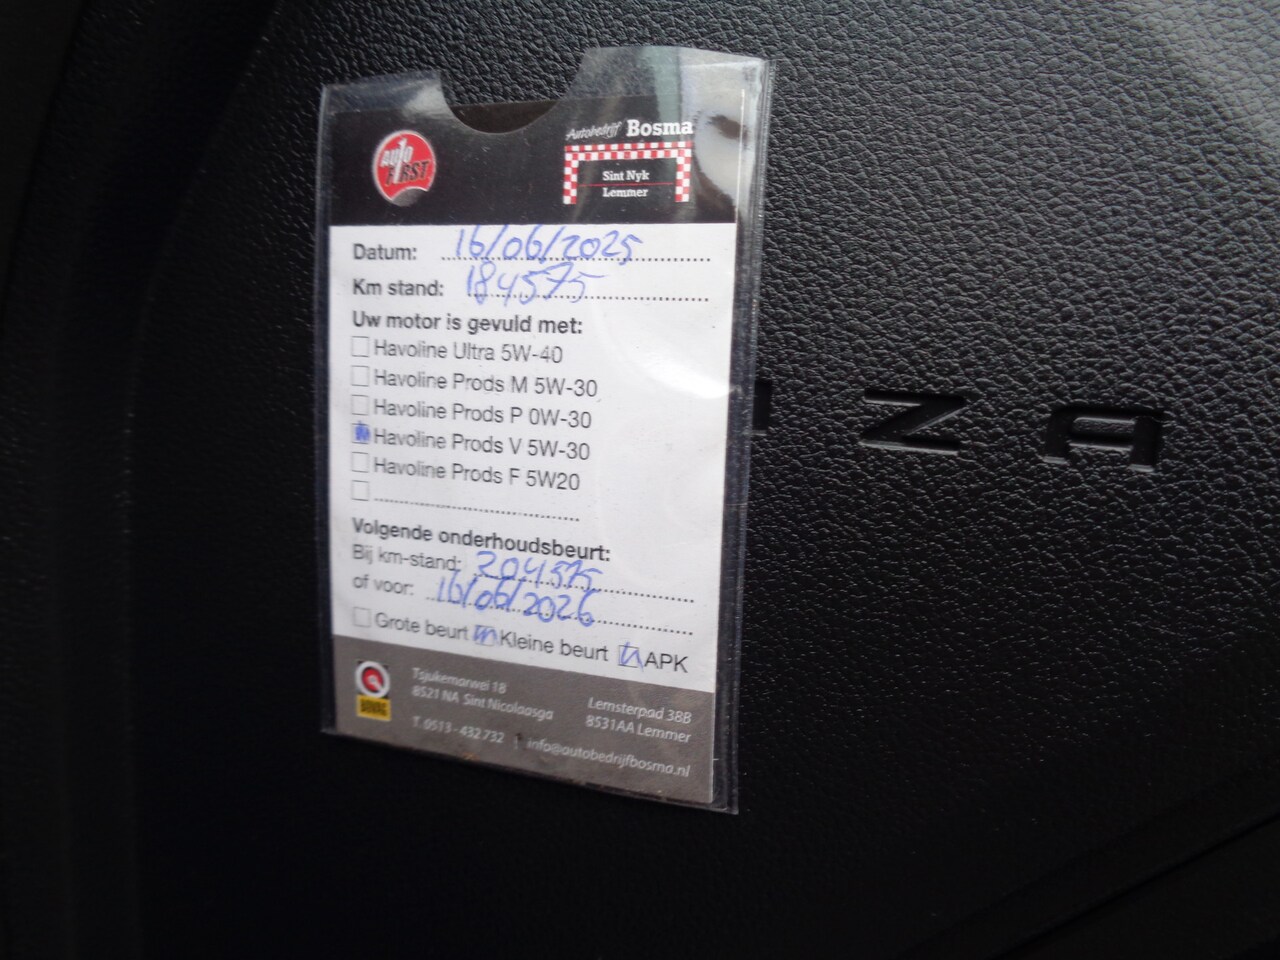 AUTO FIRST
Autobedrijf Bosma
Sint Nyk
Lemmer
Datum: 16/06/2025
Km stand: 184575
Uw motor is gevuld met:
Havoline Ultra 5W-40
Havoline Prods M 5W-30
Havoline Prods P 0W-30
Havoline Prods V 5W-30
Havoline Prods F 5W20
Volgende onderhoudsbeurt:
Bij km-stand: 204575
of voor: 16/06/2026
Grote beurt Kleine beurt APK
Tsjukemarwei 18
8521 NA Sint Nicolaasga
Lemsterpad 38B
8531AA Lemmer
T. 0513 - 432 732 | info@autobedrijfbosma.nl
BOVAG
IZA